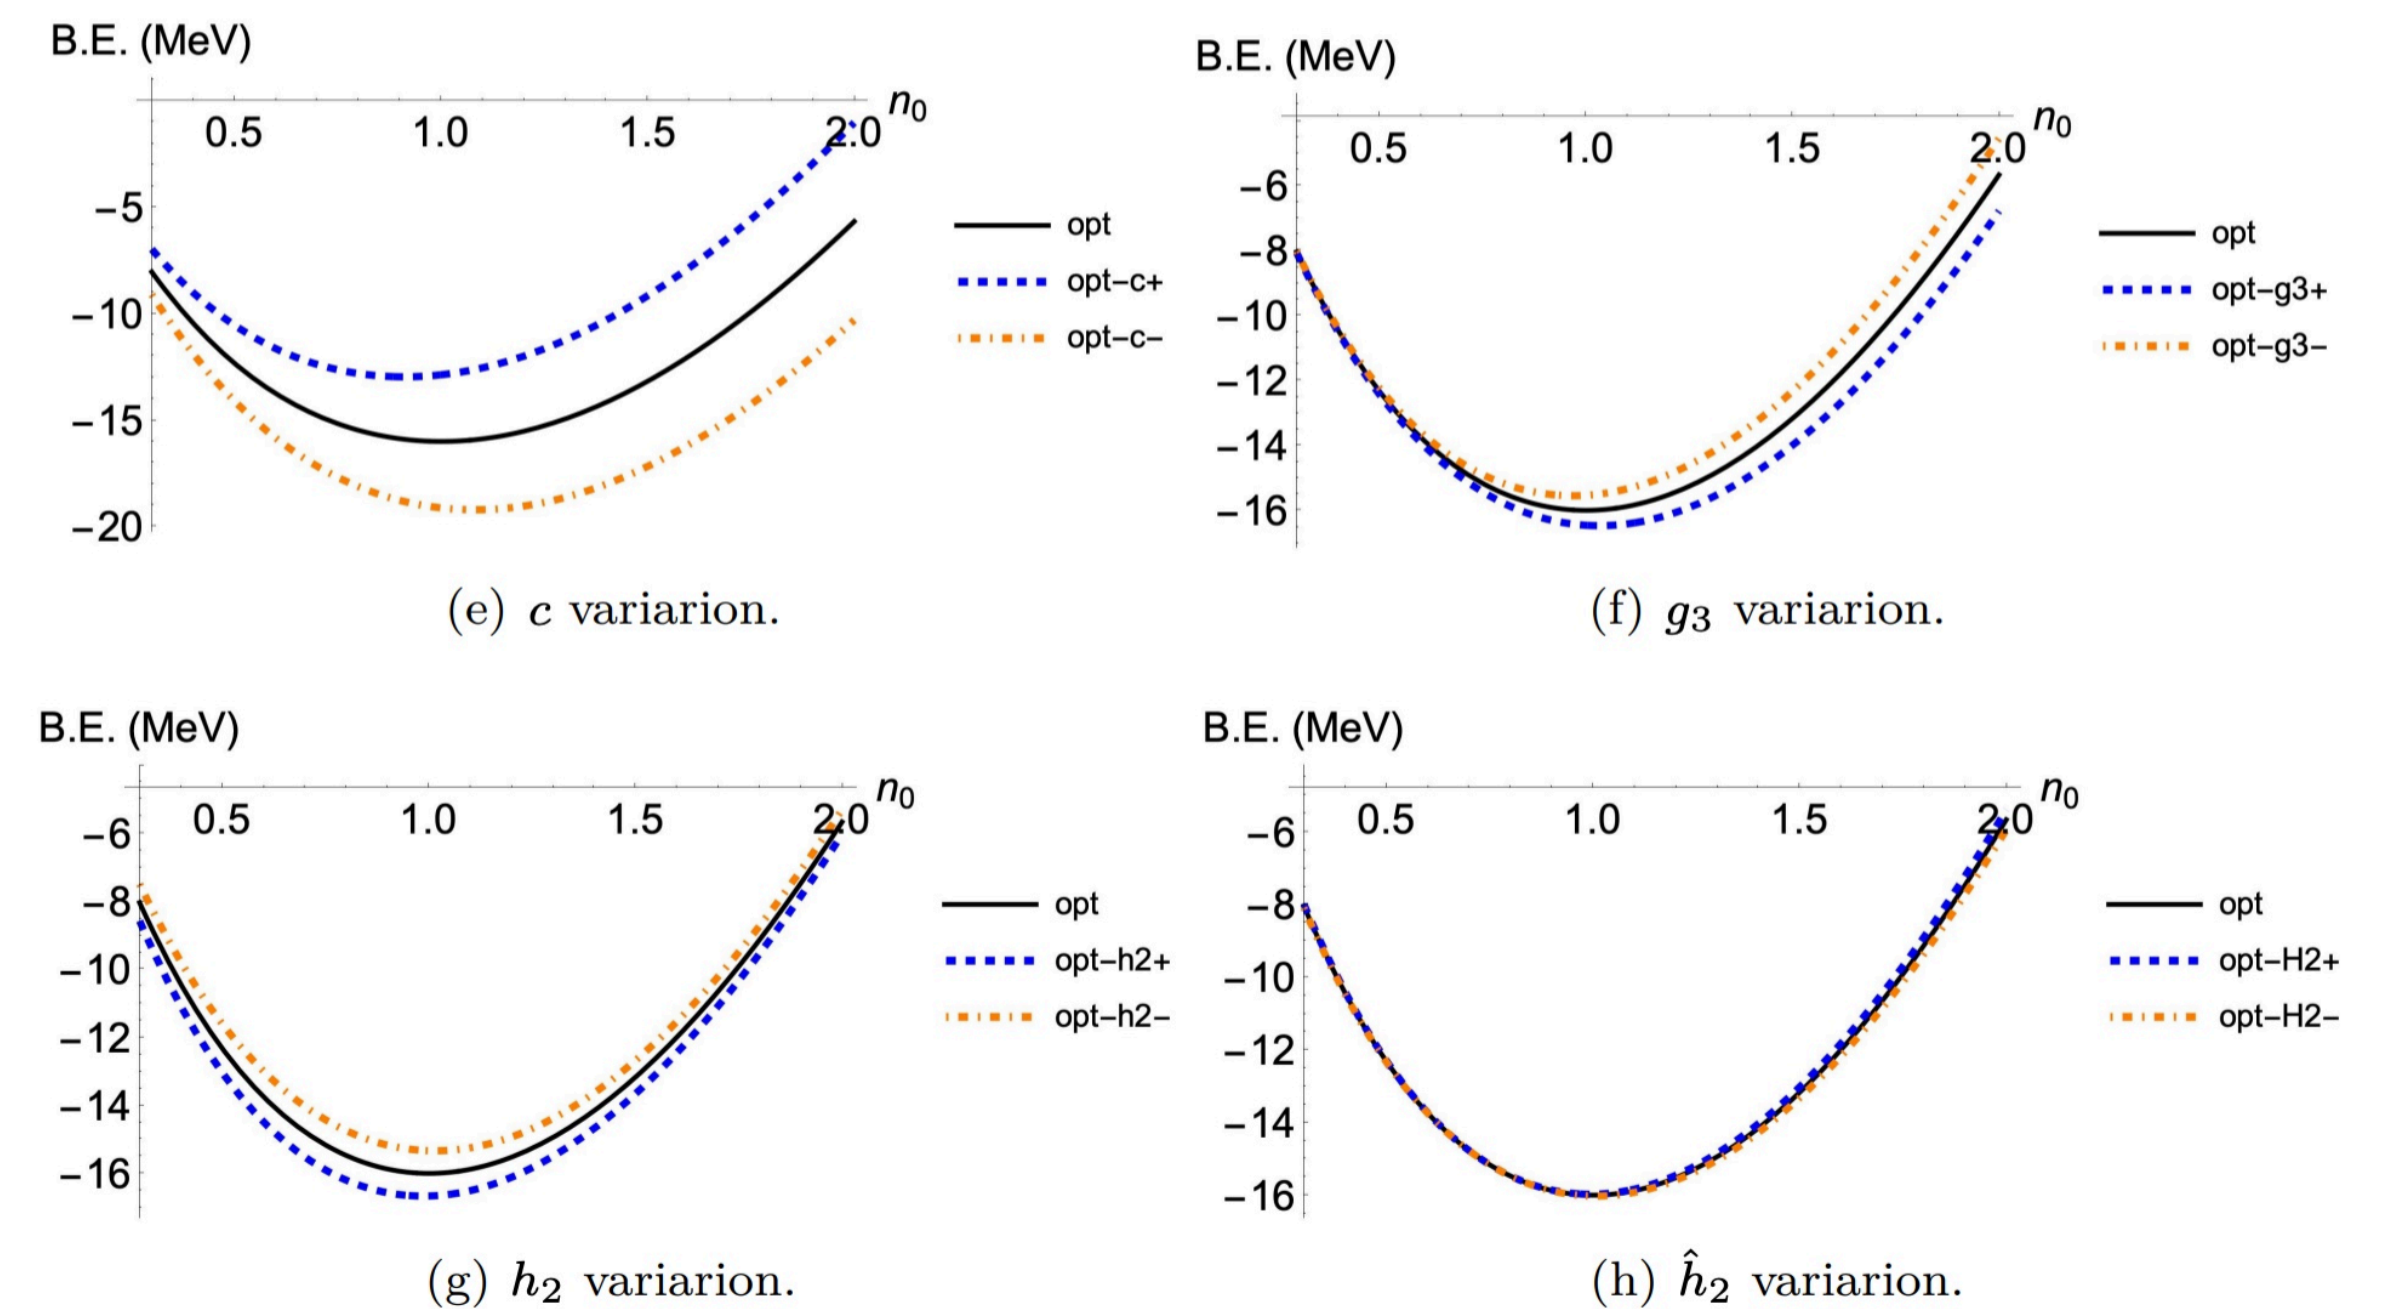 B.E. (MeV)
n0
0.5 1.0 1.5 2.0
−5
−10
−15
−20
opt
opt−c+
opt−c−
(e) c variarion.
B.E. (MeV)
n0
0.5 1.0 1.5 2.0
−6
−8
−10
−12
−14
−16
opt
opt−g3+
opt−g3−
(f) g3 variarion.
B.E. (MeV)
n0
0.5 1.0 1.5 2.0
−6
−8
−10
−12
−14
−16
opt
opt−h2+
opt−h2−
(g) h2 variarion.
B.E. (MeV)
n0
0.5 1.0 1.5 2.0
−6
−8
−10
−12
−14
−16
opt
opt−H2+
opt−H2−
(h) ĥ2 variarion.